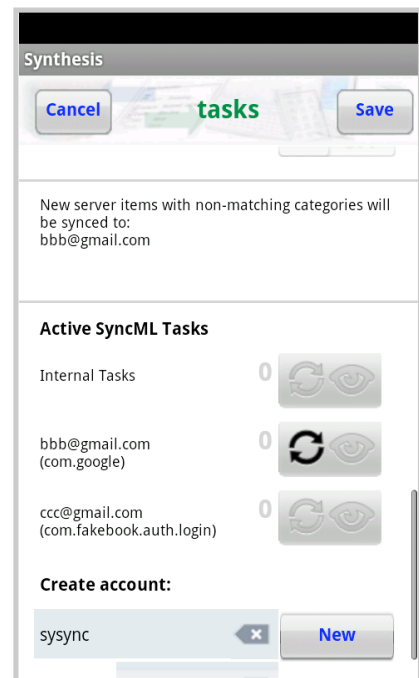 Synthesis
Cancel
tasks
Save
New server items with non-matching categories will
be synced to:
bbb@gmail.com
Active SyncML Tasks
Internal Tasks
0
bbb@gmail.com
(com.google)
0
ccc@gmail.com
(com.fakebook.auth.login)
0
Create account:
sysync
New